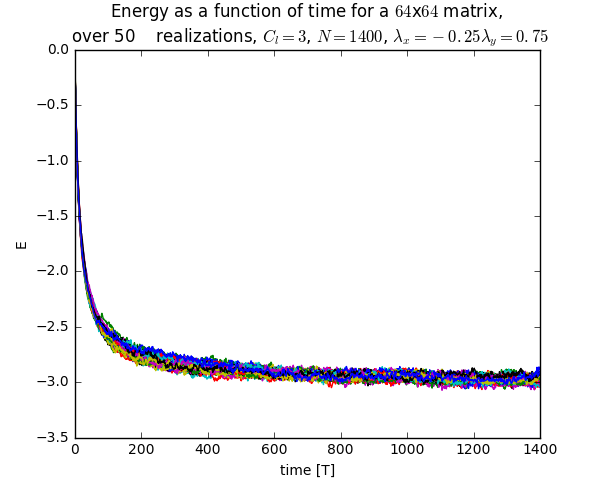 Energy as a function of time for a 64x64 matrix,
over 50 realizations, C_l = 3, N = 1400, λ_x = −0.25λ_y = 0.75
0.0
−0.5
−1.0
−1.5
−2.0
−2.5
−3.0
−3.5
E
0 200 400 600 800 1000 1200 1400
time [T]